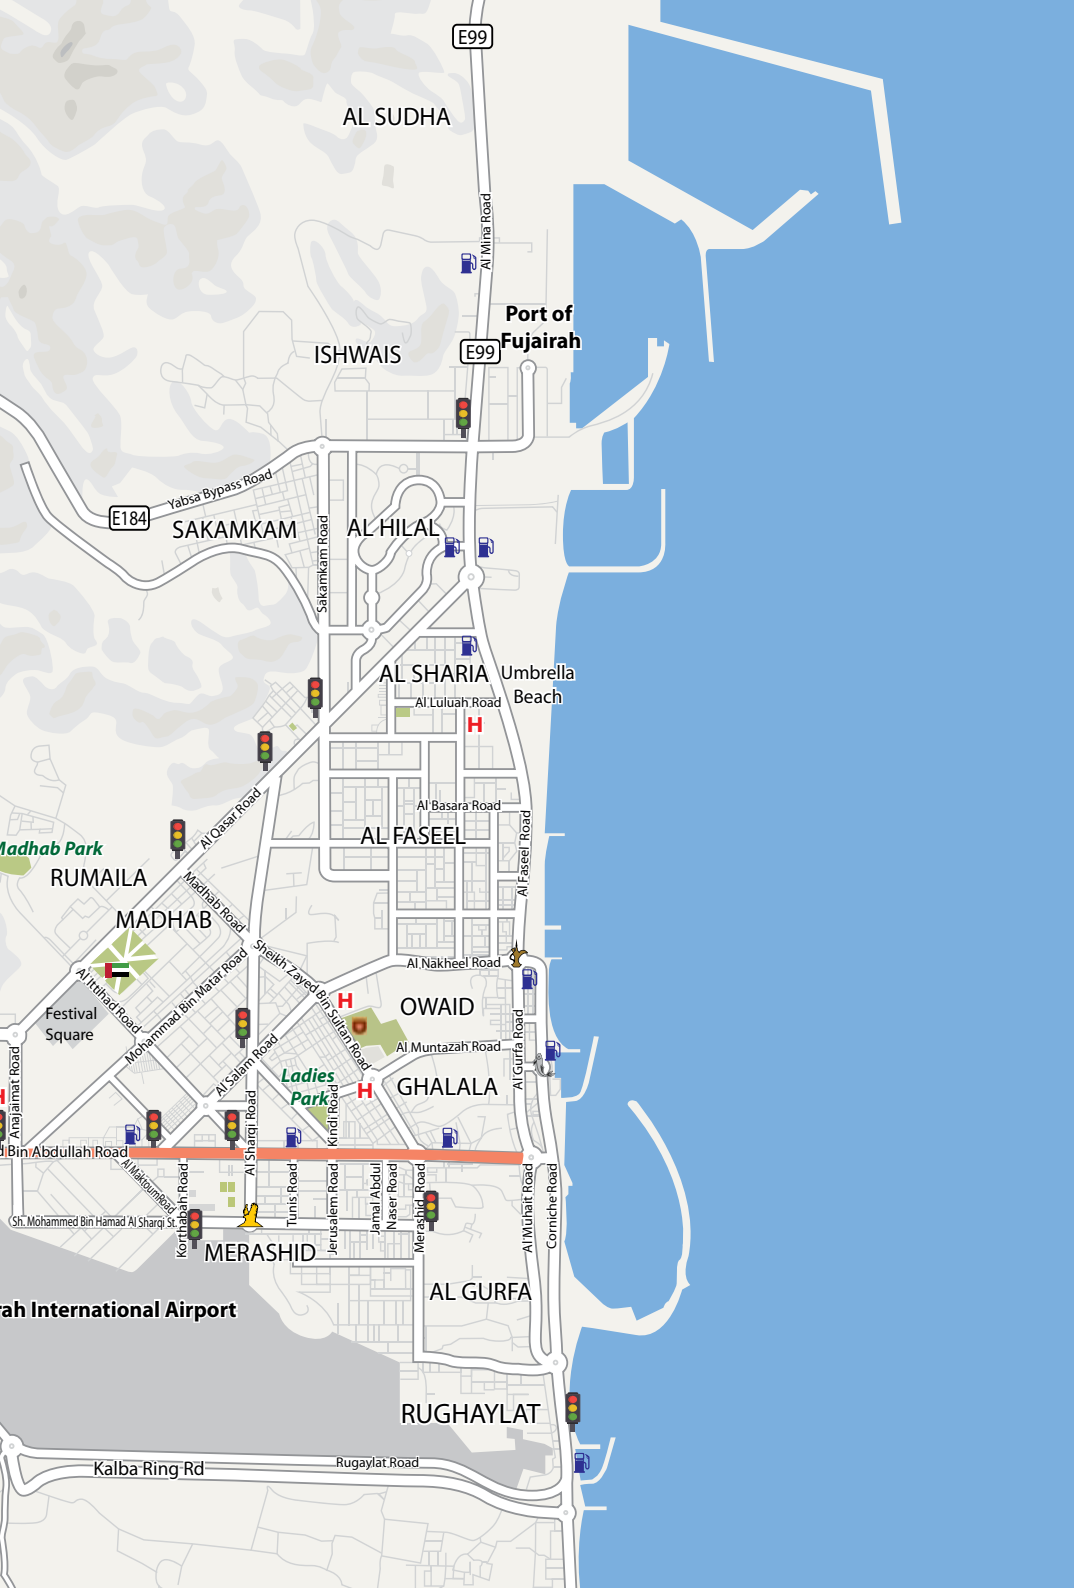 E99
AL SUDHA
Al Mina Road
Port of
Fujairah
E99
ISHWAIS
Yabsa Bypass Road
E184
SAKAMKAM
AL HILAL
Sakamkam Road
AL SHARIA
Umbrella
Beach
Al Luluah Road
H
Al Qasar Road
Al Basara Road
AL FASEEL
Al Faseel Road
Madhab Park
RUMAILA
Madhab Road
MADHAB
Sheikh Zayed Bin Sultan Road
Al Nakheel Road
Mohammad Bin Matar Road
Al Ittihad Road
H
OWAID
Festival
Square
Al Gurfa Road
Al Muntazah Road
Al Salam Road
Anajaimat Road
Ladies
Park
H
GHALALA
H
Kindi Road
Al Sharqi Road
d Bin Abdullah Road
Al Maktoum Road
Korthabah Road
Tunis Road
Jerusalem Road
Jamal Abdul
Naser Road
Merashid Road
Al Muhait Road
Corniche Road
Sh. Mohammed Bin Hamad Al Sharqi St.
MERASHID
AL GURFA
rah International Airport
RUGHAYLAT
Rugaylat Road
Kalba Ring Rd